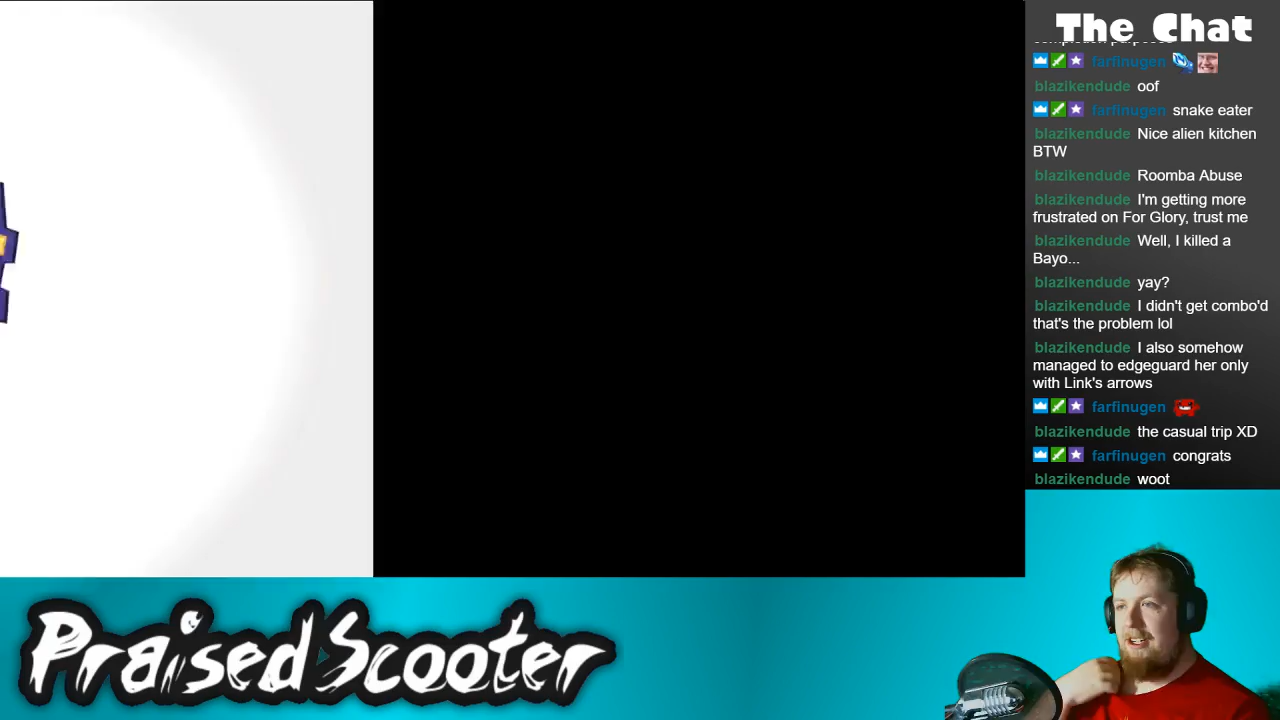 The Chat
farfinugen
blazikendude oof
farfinugen snake eater
blazikendude Nice alien kitchen
BTW
blazikendude Roomba Abuse
blazikendude I'm getting more
frustrated on For Glory, trust me
blazikendude Well, I killed a
Bayo...
blazikendude yay?
blazikendude I didn't get combo'd
that's the problem lol
blazikendude I also somehow
managed to edgeguard her only
with Link's arrows
farfinugen
blazikendude the casual trip XD
farfinugen congrats
blazikendude woot
PraisedScooter